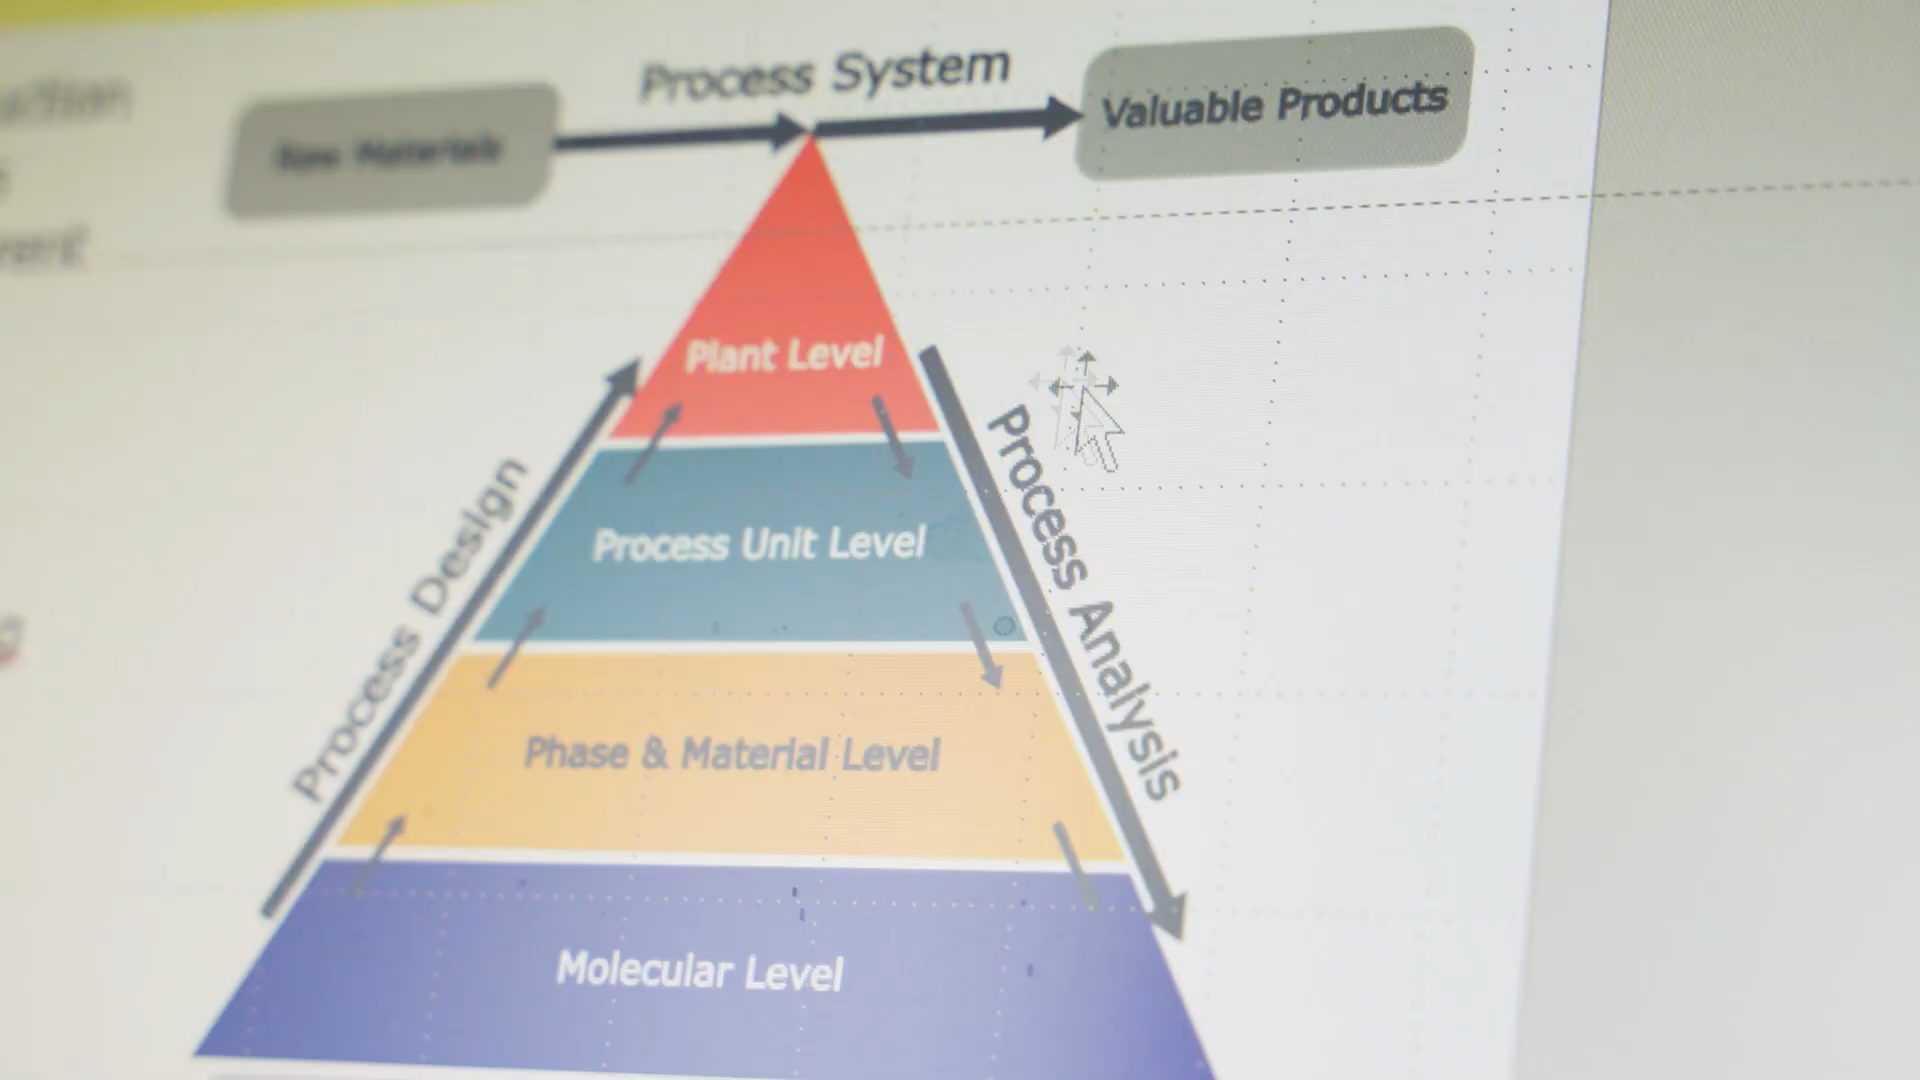 Process System
Raw Materials
Valuable Products
Plant Level
Process Design
Process Unit Level
Process Analysis
Phase & Material Level
Molecular Level